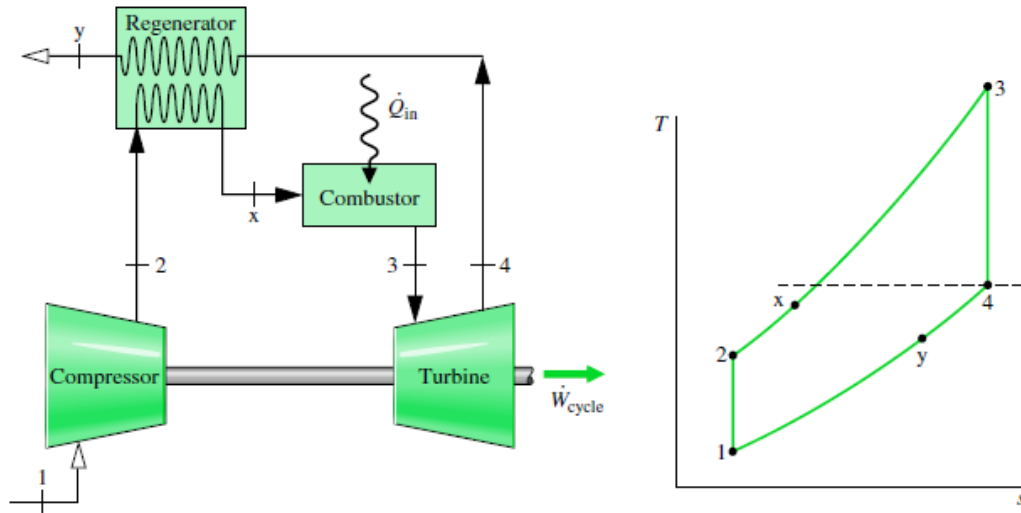 Regenerator
y
Q̇in
x
Combustor
2
3
4
Compressor
Turbine
Ẇcycle
1
T
3
x
4
2
y
1
s